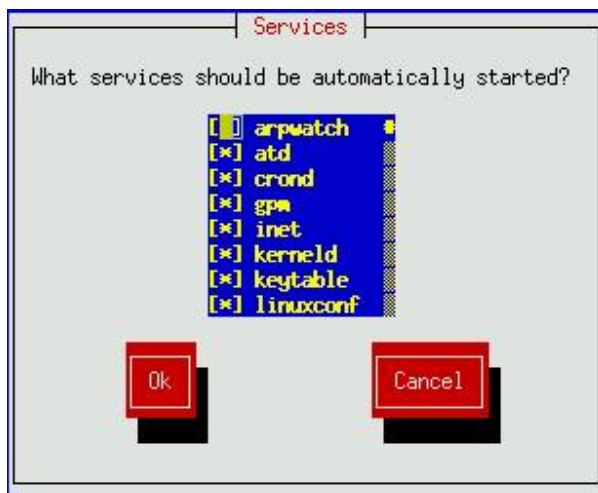 Services
What services should be automatically started?
[ ] arpwatch
[*] atd
[*] crond
[*] gpm
[*] inet
[*] kerneld
[*] keytable
[*] linuxconf
Ok Cancel